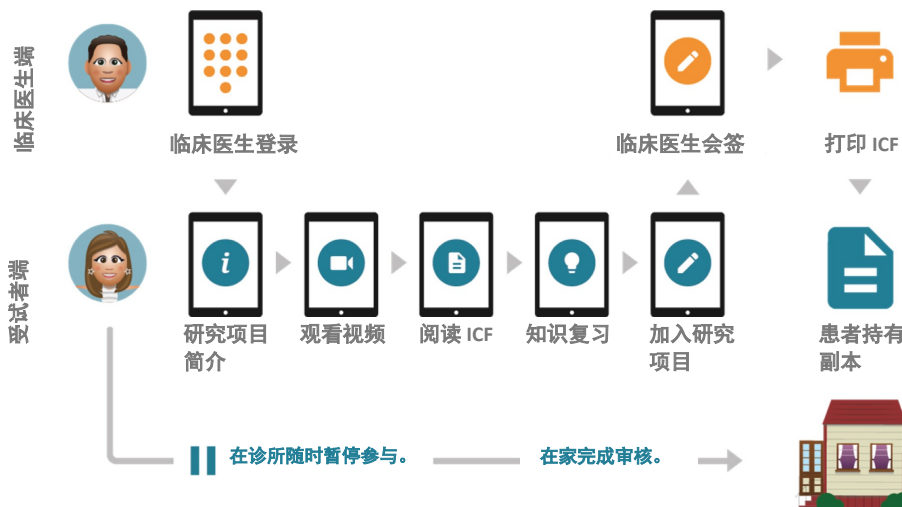 临床医生端
临床医生登录
临床医生会签
打印 ICF
受试者端
研究项目
简介
观看视频
阅读 ICF
知识复习
加入研究
项目
患者持有
副本
在诊所随时暂停参与。
在家完成审核。